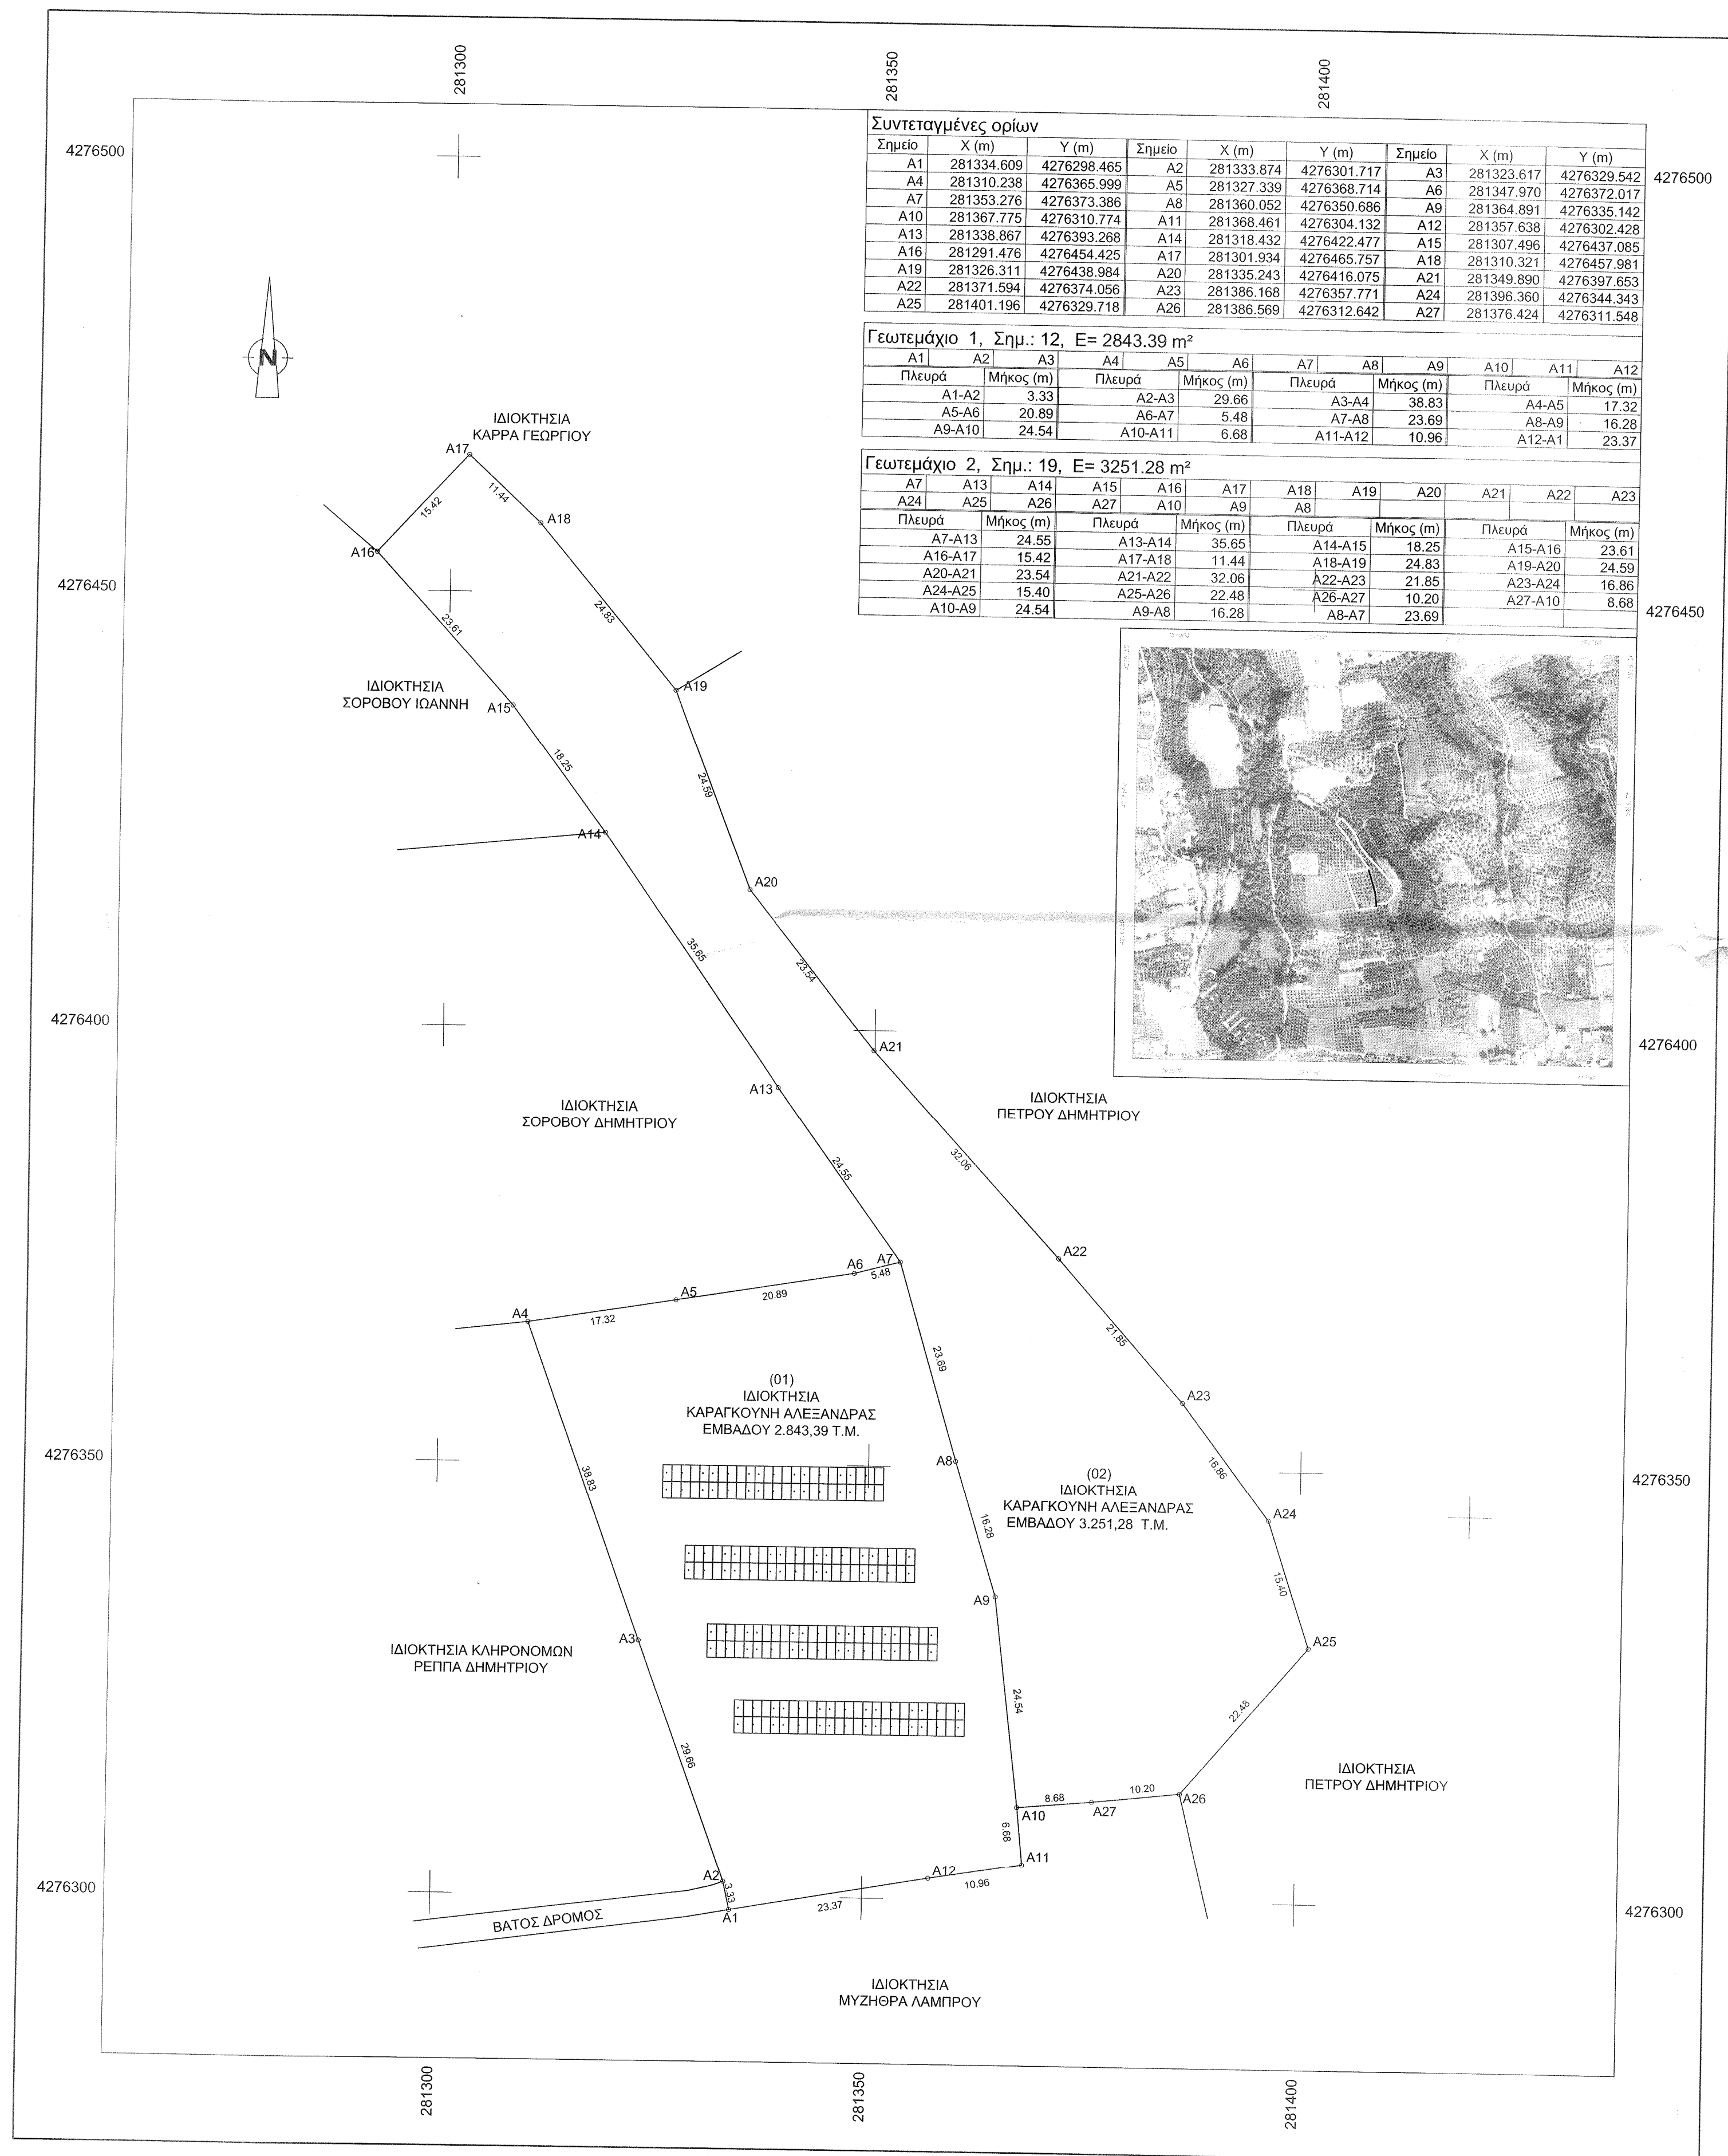 281300 281350 281400
4276500
4276500
Συντεταγμένες ορίων
Σημείο X (m) Y (m) Σημείο X (m) Y (m) Σημείο X (m) Y (m)
A1 281334.609 4276298.465 A2 281333.874 4276301.717 A3 281323.617 4276329.542
A4 281310.238 4276365.999 A5 281327.339 4276368.714 A6 281347.970 4276372.017
A7 281353.276 4276373.386 A8 281360.052 4276350.686 A9 281364.891 4276335.142
A10 281367.775 4276310.774 A11 281368.461 4276304.132 A12 281357.638 4276302.428
A13 281338.867 4276393.268 A14 281318.432 4276422.477 A15 281307.496 4276437.085
A16 281291.476 4276454.425 A17 281301.934 4276465.757 A18 281310.321 4276457.981
A19 281326.311 4276438.984 A20 281335.243 4276416.075 A21 281349.890 4276397.653
A22 281371.594 4276374.056 A23 281386.168 4276357.771 A24 281396.360 4276344.343
A25 281401.196 4276329.718 A26 281386.569 4276312.642 A27 281376.424 4276311.548
Γεωτεμάχιο 1, Σημ.: 12, E= 2843.39 m²
A1 A2 A3 A4 A5 A6 A7 A8 A9 A10 A11 A12
Πλευρά Μήκος (m) Πλευρά Μήκος (m) Πλευρά Μήκος (m) Πλευρά Μήκος (m)
A1-A2 3.33 A2-A3 29.66 A3-A4 38.83 A4-A5 17.32
A5-A6 20.89 A6-A7 5.48 A7-A8 23.69 A8-A9 16.28
A9-A10 24.54 A10-A11 6.68 A11-A12 10.96 A12-A1 23.37
Γεωτεμάχιο 2, Σημ.: 19, E= 3251.28 m²
A7 A13 A14 A15 A16 A17 A18 A19 A20 A21 A22 A23
A24 A25 A26 A27 A10 A9 A8
Πλευρά Μήκος (m) Πλευρά Μήκος (m) Πλευρά Μήκος (m) Πλευρά Μήκος (m)
A7-A13 24.55 A13-A14 35.65 A14-A15 18.25 A15-A16 23.61
A16-A17 15.42 A17-A18 11.44 A18-A19 24.83 A19-A20 24.59
A20-A21 23.54 A21-A22 32.06 A22-A23 21.85 A23-A24 16.86
A24-A25 15.40 A25-A26 22.48 A26-A27 10.20 A27-A10 8.68
A10-A9 24.54 A9-A8 16.28 A8-A7 23.69
N
ΙΔΙΟΚΤΗΣΙΑ
ΚΑΡΡΑ ΓΕΩΡΓΙΟΥ
A17
15.42
11.44
A18
A16
4276450
4276450
23.61
24.83
ΙΔΙΟΚΤΗΣΙΑ
ΣΟΡΟΒΟΥ ΙΩΑΝΝΗ
A15
A19
18.25
24.59
A14
A20
35.65
23.54
4276400
4276400
A21
A13
ΙΔΙΟΚΤΗΣΙΑ
ΣΟΡΟΒΟΥ ΔΗΜΗΤΡΙΟΥ
ΙΔΙΟΚΤΗΣΙΑ
ΠΕΤΡΟΥ ΔΗΜΗΤΡΙΟΥ
24.55
32.06
A22
A7
A6
5.48
A5
20.89
A4
17.32
21.85
23.69
A23
(01)
ΙΔΙΟΚΤΗΣΙΑ
ΚΑΡΑΓΚΟΥΝΗ ΑΛΕΞΑΝΔΡΑΣ
ΕΜΒΑΔΟΥ 2.843,39 Τ.Μ.
4276350
4276350
38.83
A8
16.86
(02)
ΙΔΙΟΚΤΗΣΙΑ
ΚΑΡΑΓΚΟΥΝΗ ΑΛΕΞΑΝΔΡΑΣ
ΕΜΒΑΔΟΥ 3.251,28 Τ.Μ.
A24
16.28
15.40
A9
A3
A25
ΙΔΙΟΚΤΗΣΙΑ ΚΛΗΡΟΝΟΜΩΝ
ΡΕΠΠΑ ΔΗΜΗΤΡΙΟΥ
24.54
22.48
29.66
ΙΔΙΟΚΤΗΣΙΑ
ΠΕΤΡΟΥ ΔΗΜΗΤΡΙΟΥ
8.68
10.20
A10
A27
A26
6.68
A11
A12
10.96
A2
3.33
4276300
4276300
23.37
A1
ΒΑΤΟΣ ΔΡΟΜΟΣ
ΙΔΙΟΚΤΗΣΙΑ
ΜΥΖΗΘΡΑ ΛΑΜΠΡΟΥ
281300 281350 281400